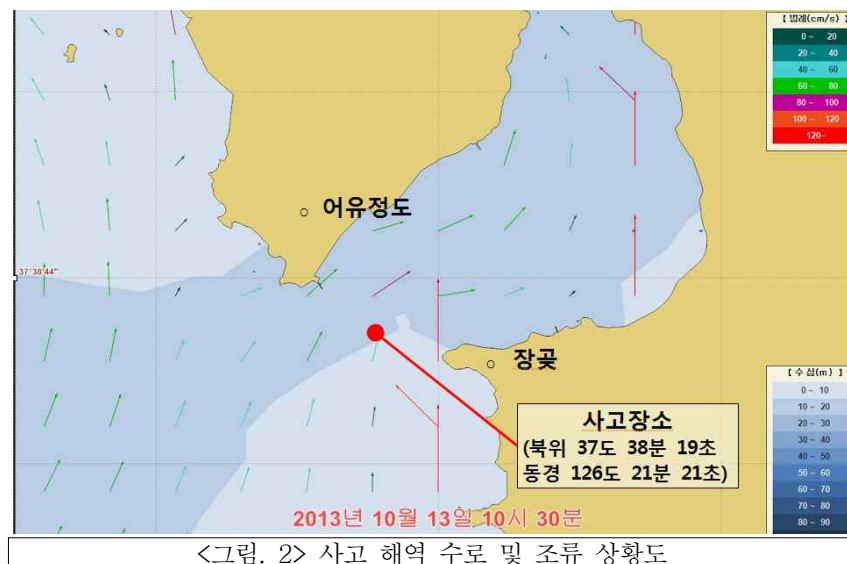 [ 범례(cm/s) ]
0 ~ 20
20 ~ 40
40 ~ 60
60 ~ 80
80 ~ 100
100 ~ 120
120~
어유정도
37°38'44"
장곶
사고장소
(북위 37도 38분 19초
동경 126도 21분 21초)
[ 수 심(m) ]
0 ~ 10
10 ~ 20
20 ~ 30
30 ~ 40
40 ~ 50
50 ~ 60
60 ~ 70
70 ~ 80
80 ~ 90
2013년 10월 13일 10시 30분
<그림. 2> 사고 해역 수로 및 조류 상황도